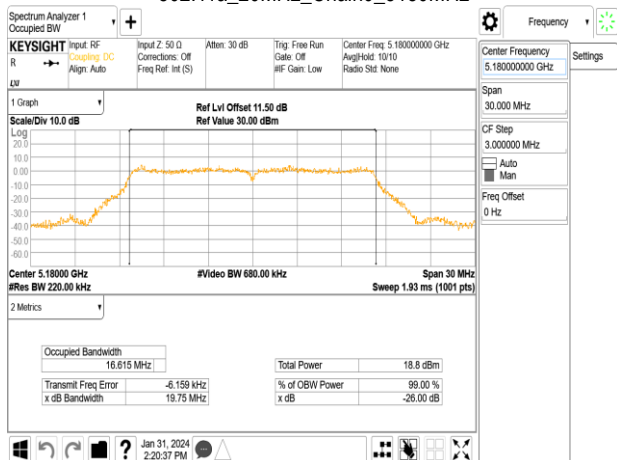 802.11a_20MHz_Chain0_5180MHz
Spectrum Analyzer 1
Occupied BW
Frequency
KEYSIGHT
R
LXI
Input: RF
Coupling: DC
Align: Auto
Input Z: 50 Ω
Corrections: Off
Freq Ref: Int (S)
Atten: 30 dB
Trig: Free Run
Gate: Off
#IF Gain: Low
Center Freq: 5.180000000 GHz
Avg|Hold: 10/10
Radio Std: None
Center Frequency
5.18000000 GHz
Settings
Span
30.000 MHz
CF Step
3.000000 MHz
Auto
Man
Freq Offset
0 Hz
1 Graph
Scale/Div 10.0 dB
Ref Lvl Offset 11.50 dB
Ref Value 30.00 dBm
Log
20.0
10.0
0.00
-10.0
-20.0
-30.0
-40.0
-50.0
-60.0
Center 5.18000 GHz
#Video BW 680.00 kHz
Span 30 MHz
#Res BW 220.00 kHz
Sweep 1.93 ms (1001 pts)
2 Metrics
Occupied Bandwidth
16.615 MHz
Total Power 18.8 dBm
Transmit Freq Error -6.159 kHz
% of OBW Power 99.00 %
x dB Bandwidth 19.75 MHz
x dB -26.00 dB
?
Jan 31, 2024
2:20:37 PM